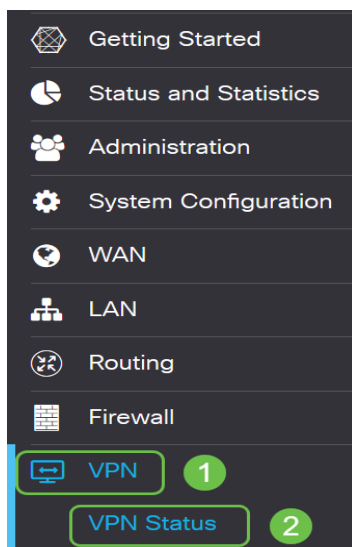 Getting Started
Status and Statistics
Administration
System Configuration
WAN
LAN
Routing
Firewall
VPN 1
VPN Status 2